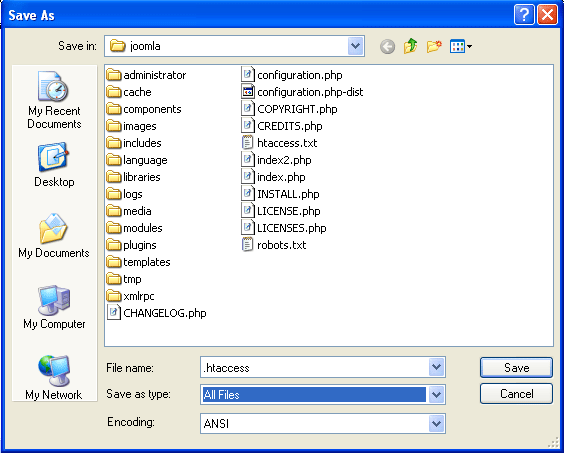 Save As
Save in:
joomla
My Recent
Documents
Desktop
My Documents
My Computer
My Network
administrator
cache
components
images
includes
language
libraries
logs
media
modules
plugins
templates
tmp
xmlrpc
CHANGELOG.php
configuration.php
configuration.php-dist
COPYRIGHT.php
CREDITS.php
htaccess.txt
index2.php
index.php
INSTALL.php
LICENSE.php
LICENSES.php
robots.txt
File name:
.htaccess
Save
Save as type:
All Files
Cancel
Encoding:
ANSI